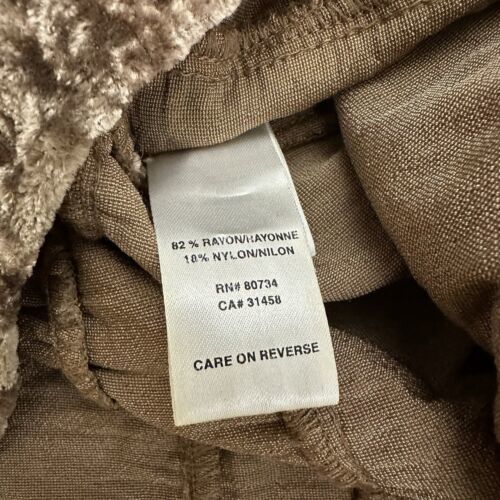 82 % RAYON/RAYONNE
18% NYLON/NILON
RN# 80734
CA# 31458
CARE ON REVERSE